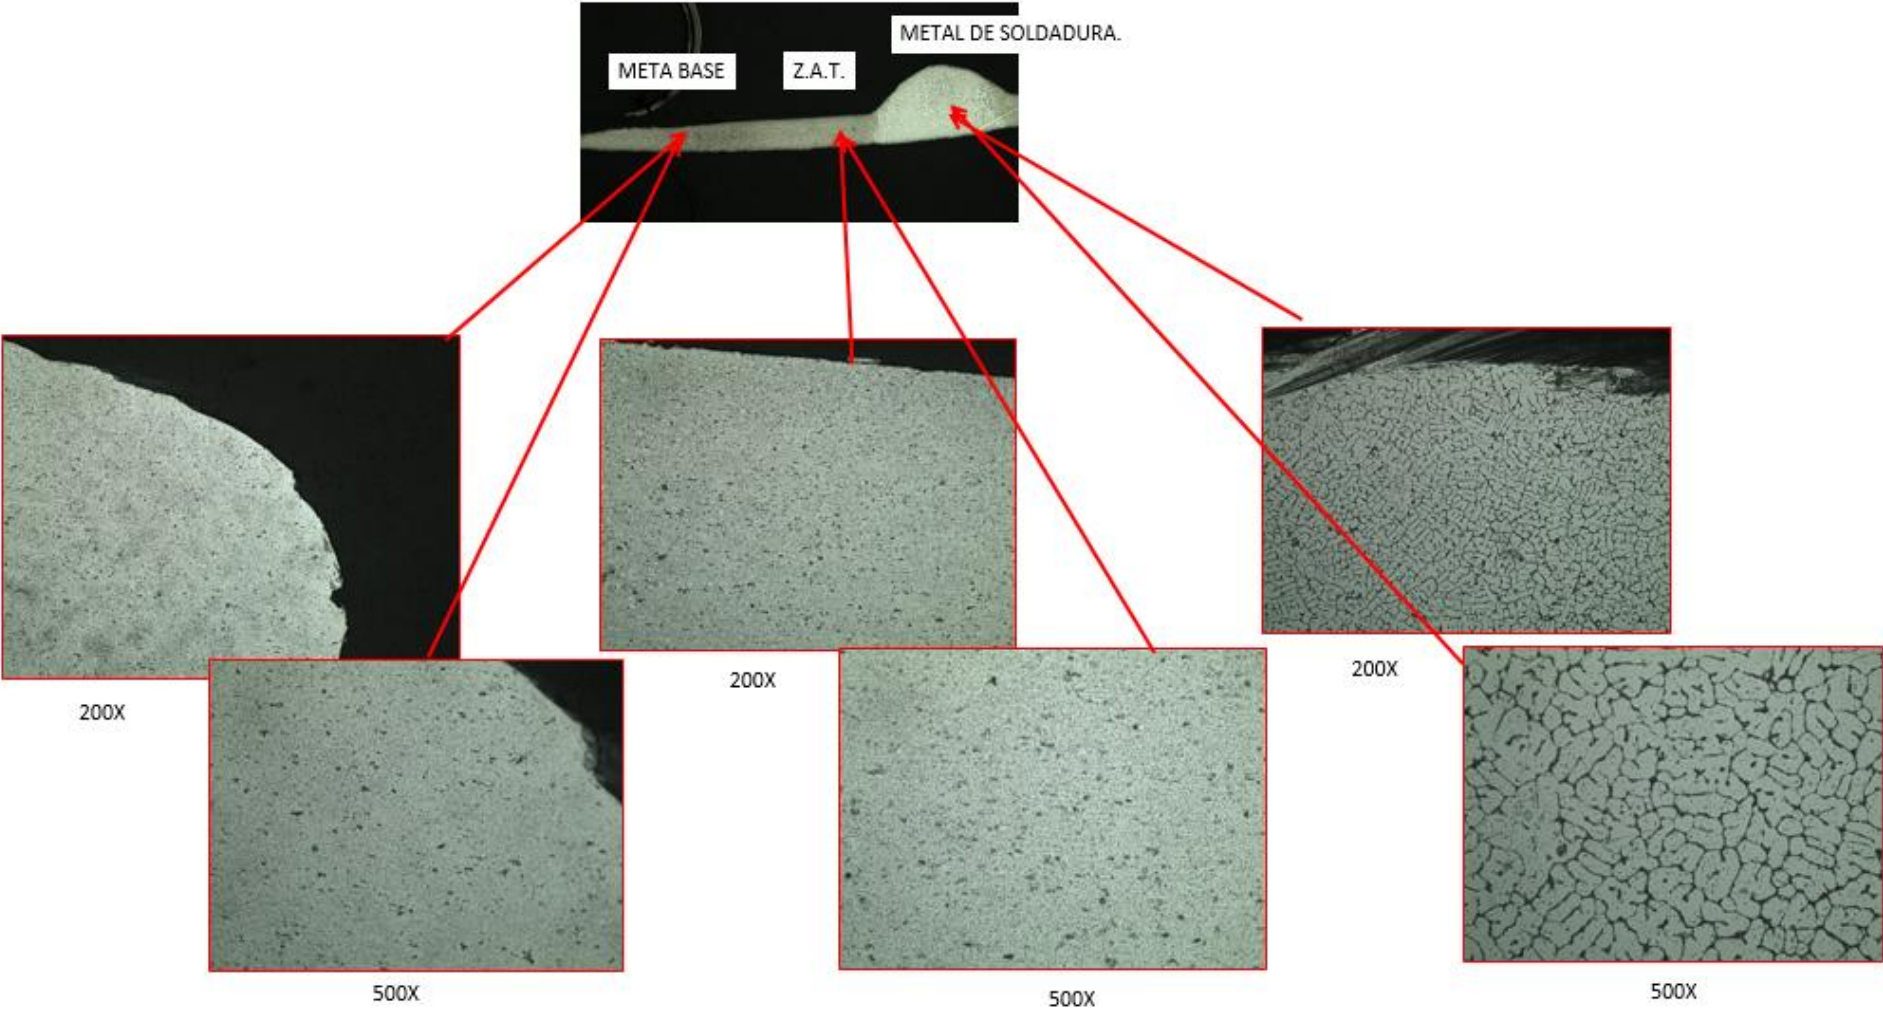 METAL DE SOLDADURA.
META BASE
Z.A.T.
200X
200X
200X
500X
500X
500X